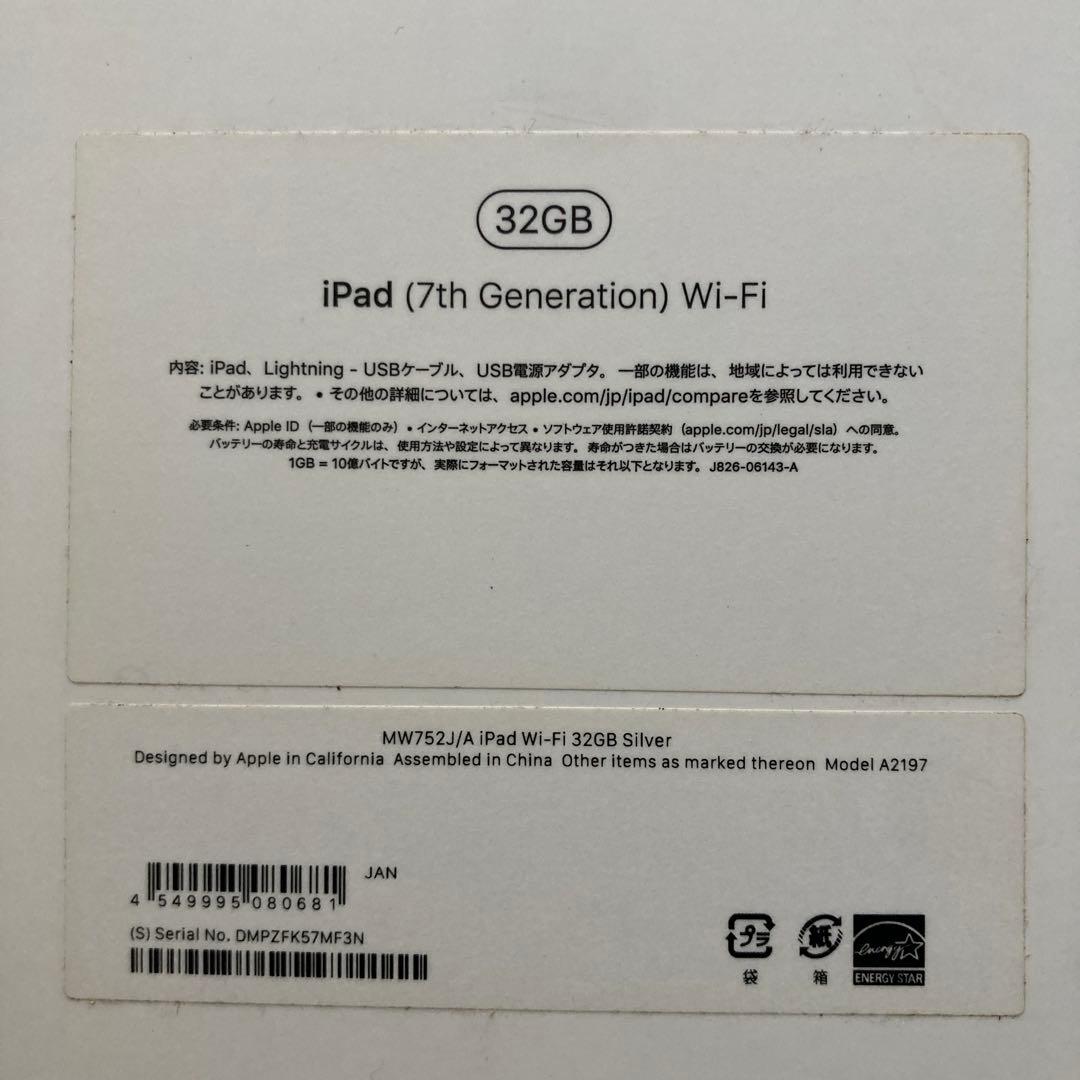 32GB
iPad (7th Generation) Wi-Fi
内容: iPad、Lightning - USBケーブル、USB電源アダプタ。一部の機能は、地域によっては利用できない
ことがあります。• その他の詳細については、apple.com/jp/ipad/compareを参照してください。
必要条件: Apple ID（一部の機能のみ）• インターネットアクセス • ソフトウェア使用許諾契約（apple.com/jp/legal/sla）への同意。
バッテリーの寿命と充電サイクルは、使用方法や設定によって異なります。寿命がつきた場合はバッテリーの交換が必要になります。
1GB = 10億バイトですが、実際にフォーマットされた容量はそれ以下となります。J826-06143-A
MW752J/A iPad Wi-Fi 32GB Silver
Designed by Apple in California Assembled in China Other items as marked thereon Model A2197
JAN
4 549995 080681
(S) Serial No. DMPZFK57MF3N
プラ 紙 energy
袋 箱 ENERGY STAR